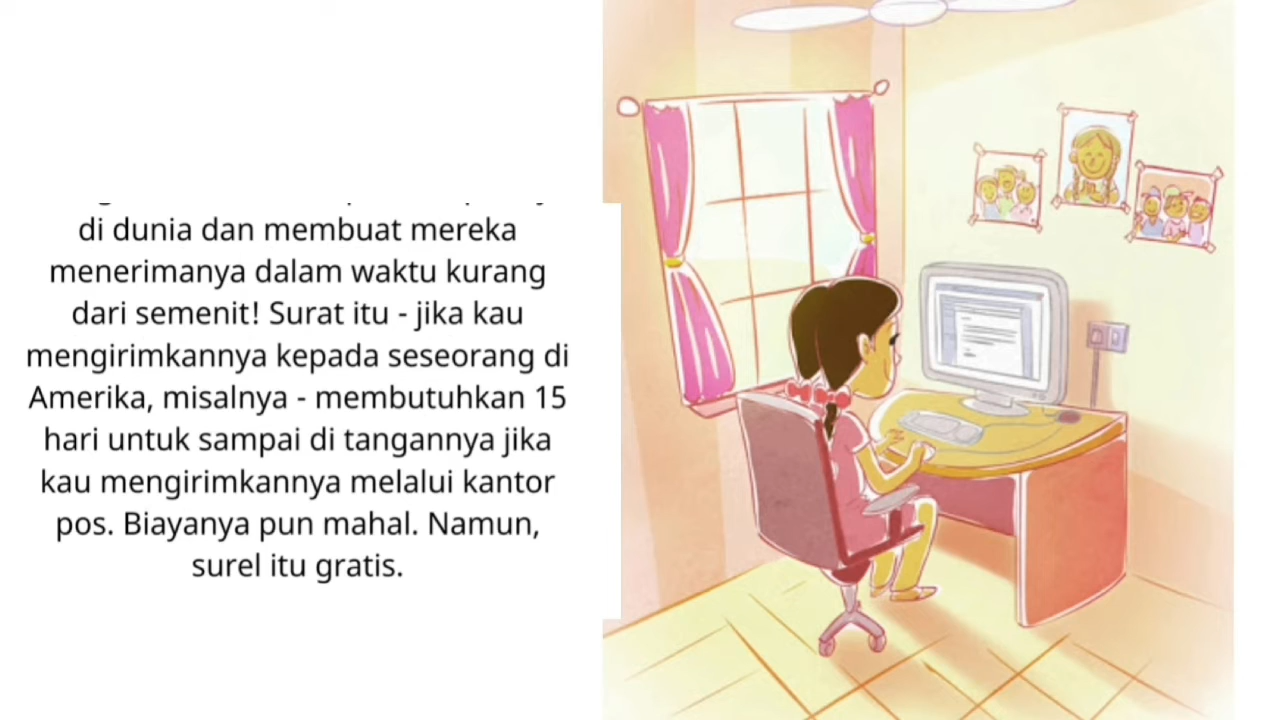 di dunia dan membuat mereka
menerimanya dalam waktu kurang
dari semenit! Surat itu - jika kau
mengirimkannya kepada seseorang di
Amerika, misalnya - membutuhkan 15
hari untuk sampai di tangannya jika
kau mengirimkannya melalui kantor
pos. Biayanya pun mahal. Namun,
surel itu gratis.